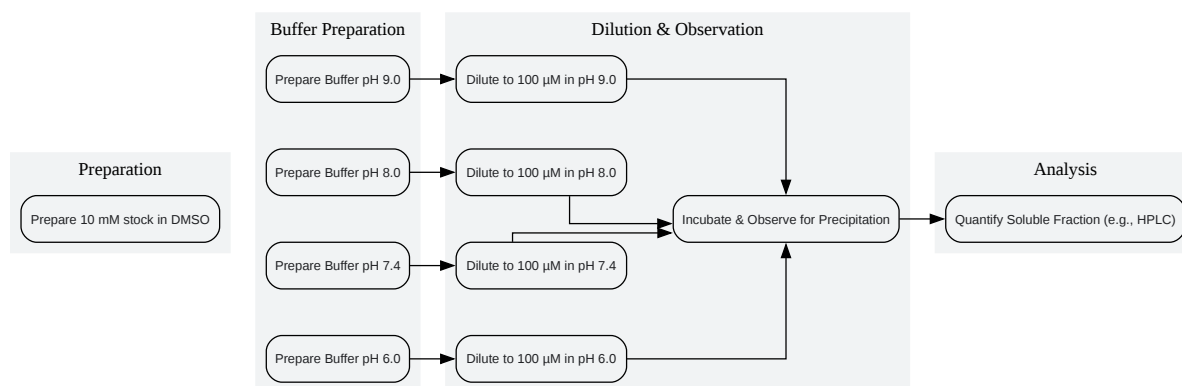 Preparation
Prepare 10 mM stock in DMSO
Buffer Preparation
Prepare Buffer pH 9.0
Prepare Buffer pH 8.0
Prepare Buffer pH 7.4
Prepare Buffer pH 6.0
Dilution & Observation
Dilute to 100 µM in pH 9.0
Dilute to 100 µM in pH 8.0
Dilute to 100 µM in pH 7.4
Dilute to 100 µM in pH 6.0
Incubate & Observe for Precipitation
Analysis
Quantify Soluble Fraction (e.g., HPLC)